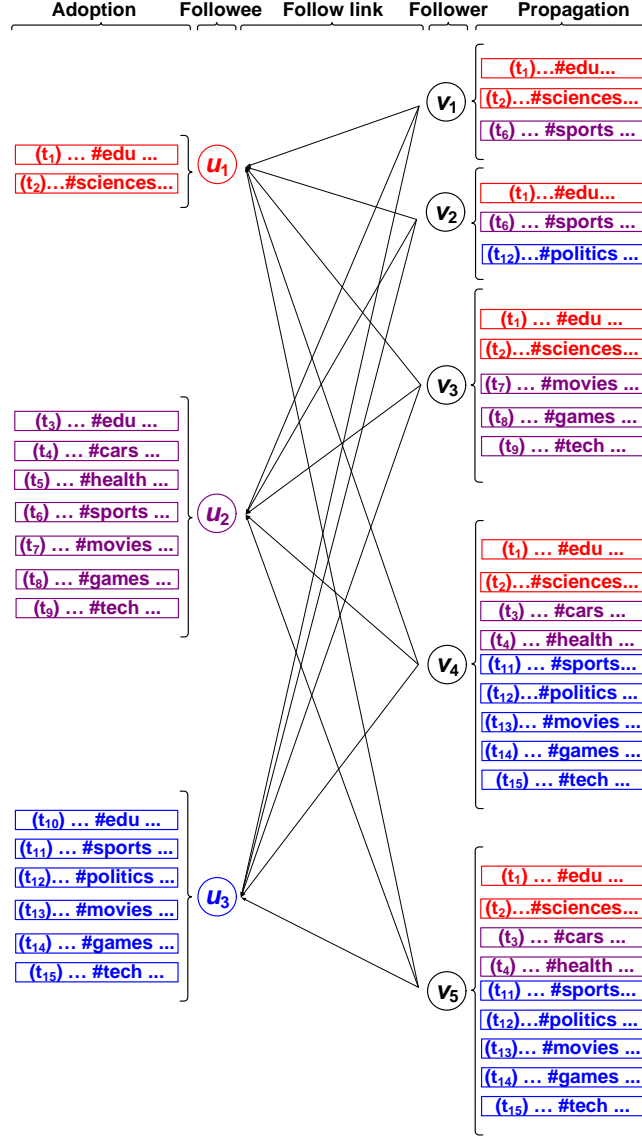 Adoption Followee Follow link Follower Propagation
(t1) ... #edu ...
(t2)...#sciences...
u1
(t3) ... #edu ...
(t4) ... #cars ...
(t5) ... #health ...
(t6) ... #sports ...
(t7) ... #movies ...
(t8) ... #games ...
(t9) ... #tech ...
u2
(t10) ... #edu ...
(t11) ... #sports ...
(t12)... #politics ...
(t13)... #movies ...
(t14) ... #games ...
(t15) ... #tech ...
u3
v1
(t1)...#edu...
(t2)...#sciences...
(t6) ... #sports ...
v2
(t1)...#edu...
(t6) ... #sports ...
(t12)...#politics ...
v3
(t1) ... #edu ...
(t2)...#sciences...
(t7) ... #movies ...
(t8) ... #games ...
(t9) ... #tech ...
v4
(t1) ... #edu ...
(t2)...#sciences...
(t3) ... #cars ...
(t4) ... #health ...
(t11) ... #sports...
(t12)...#politics ...
(t13)... #movies ...
(t14) ... #games ...
(t15) ... #tech ...
v5
(t1) ... #edu ...
(t2)...#sciences...
(t3) ... #cars ...
(t4) ... #health ...
(t11) ... #sports...
(t12)...#politics ...
(t13)... #movies ...
(t14) ... #games ...
(t15) ... #tech ...